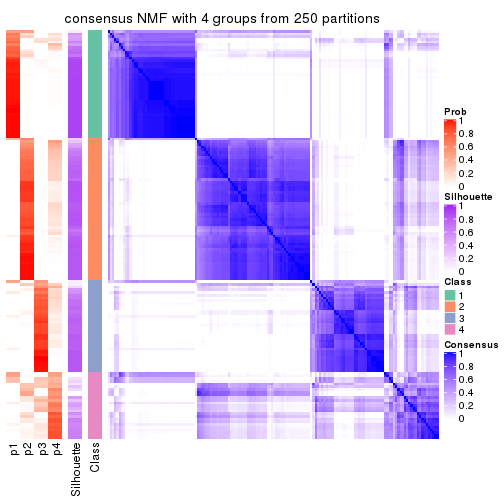 consensus NMF with 4 groups from 250 partitions
Prob
1
0.8
0.6
0.4
0.2
0
Silhouette
1
0.8
0.6
0.4
0.2
0
Class
1
2
3
4
Consensus
1
0.8
0.6
0.4
0.2
0
p1
p2
p3
p4
Silhouette
Class